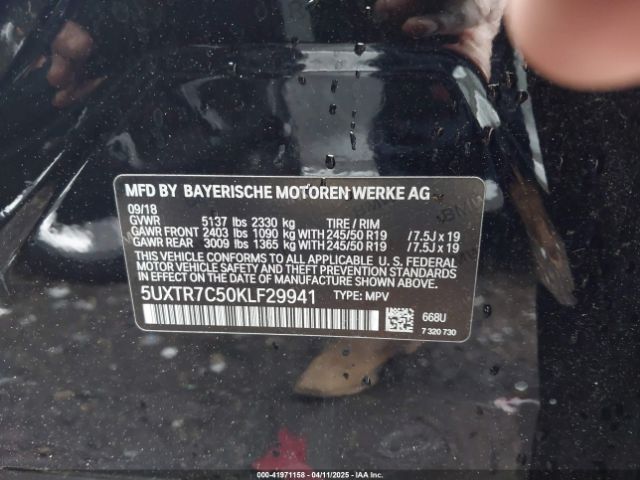 MFD BY BAYERISCHE MOTOREN WERKE AG
09/18
GVWR 5137 lbs 2330 kg TIRE / RIM
GAWR FRONT 2403 lbs 1090 kg WITH 245/50 R19 /7.5J x 19
GAWR REAR 3009 lbs 1365 kg WITH 245/50 R19 /7.5J x 19
THIS VEHICLE CONFORMS TO ALL APPLICABLE U. S. FEDERAL
MOTOR VEHICLE SAFETY, BUMPER, AND THEFT PREVENTION STANDARDS
IN EFFECT ON THE DATE OF MANUFACTURE SHOWN ABOVE.
5UXTR7C50KLF29941 TYPE: MPV
668U
7 320 730
000-41971158 - 04/11/2025 - IAA Inc.